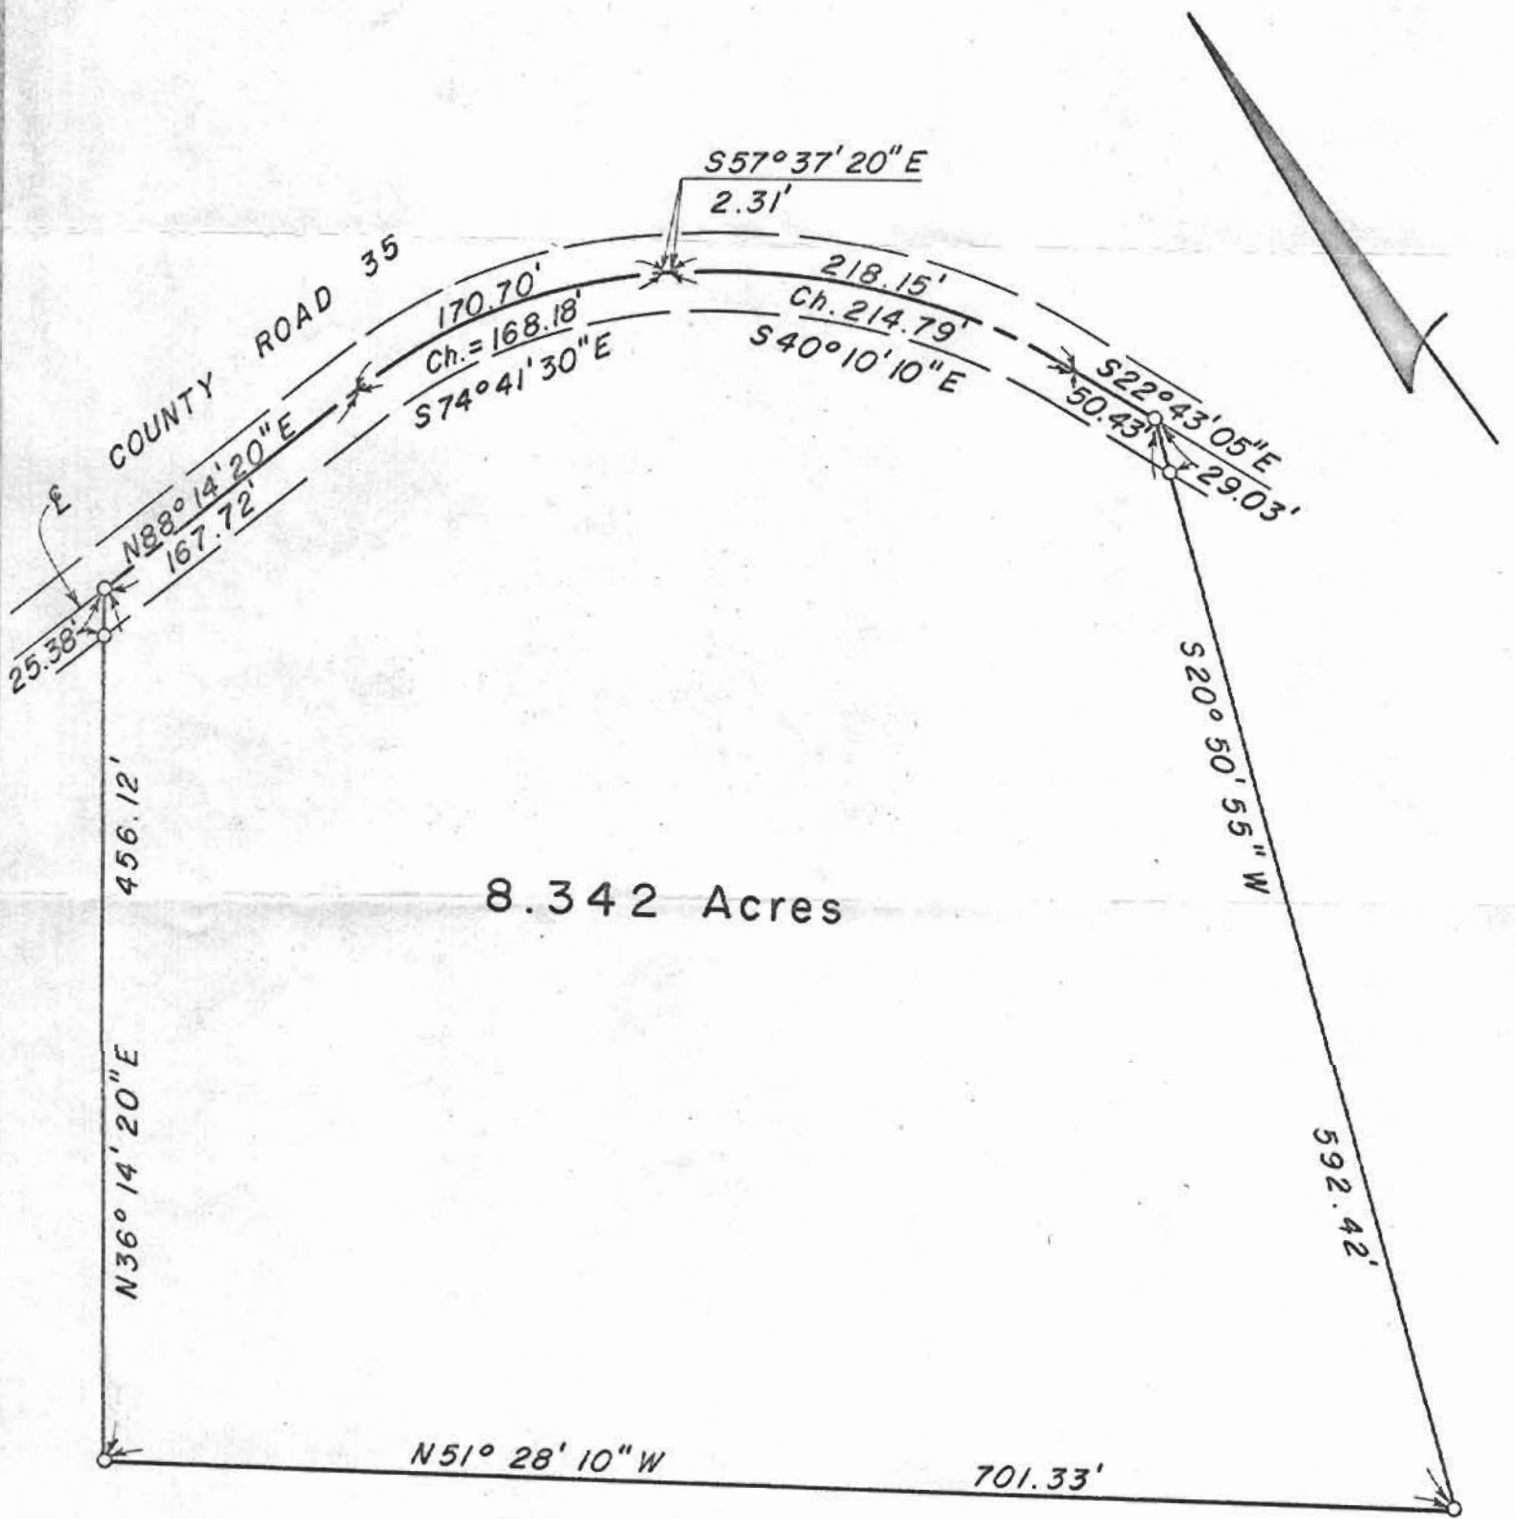 S57°37'20"E
2.31'
COUNTY ROAD 35
170.70'
Ch.=168.18'
S74°41'30"E
218.15'
Ch. 214.79'
S40°10'10"E
S22°43'05"E
50.43'
29.03'
℄
N88°14'20"E
167.72'
25.38'
456.12'
N36°14'20"E
S20°50'55"W
592.42'
8.342 Acres
N51°28'10"W
701.33'